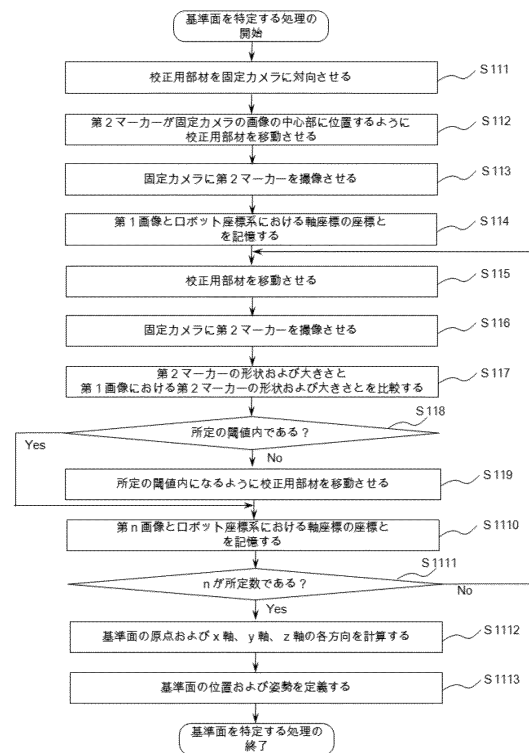 基準面を特定する処理の
開始
校正用部材を固定カメラに対向させる
S111
第2マーカーが固定カメラの画像の中心部に位置するように
校正用部材を移動させる
S112
固定カメラに第2マーカーを撮像させる
S113
第1画像とロボット座標系における軸座標の座標と
を記憶する
S114
校正用部材を移動させる
S115
固定カメラに第2マーカーを撮像させる
S116
第2マーカーの形状および大きさと
第1画像における第2マーカーの形状および大きさとを比較する
S117
所定の閾値内である？
S118
Yes
No
所定の閾値内になるように校正用部材を移動させる
S119
第n画像とロボット座標系における軸座標の座標と
を記憶する
S1110
nが所定数である？
S1111
No
Yes
基準面の原点およびx軸、y軸、z軸の各方向を計算する
S1112
基準面の位置および姿勢を定義する
S1113
基準面を特定する処理の
終了